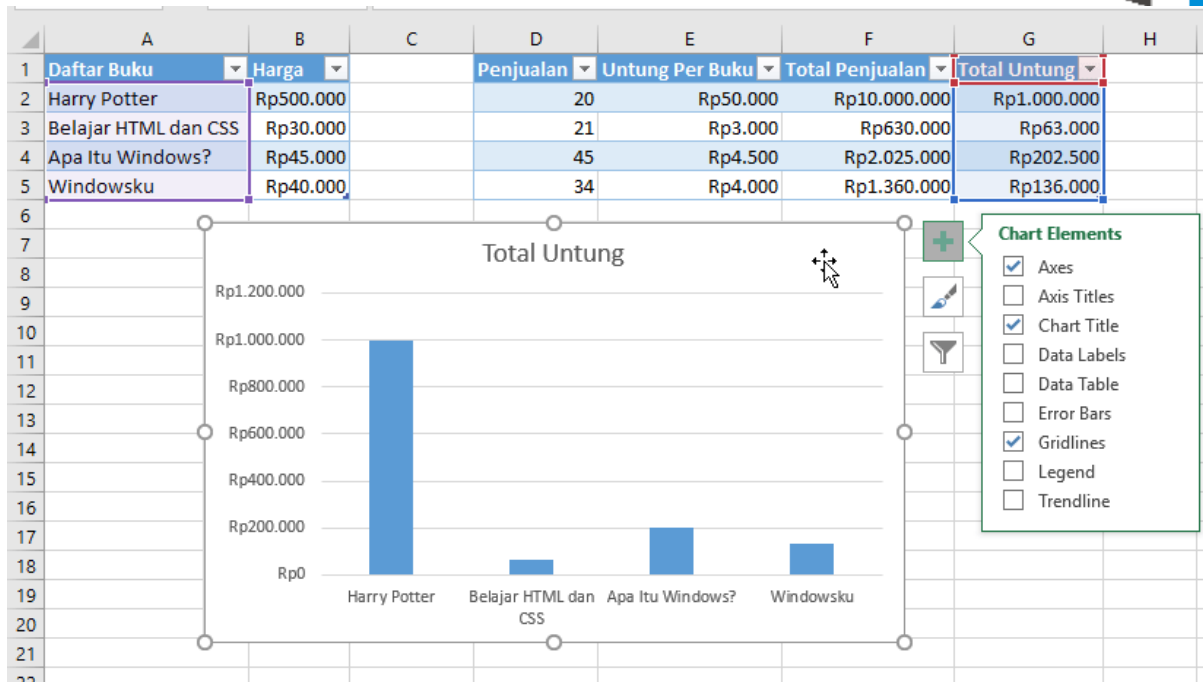 A B C D E F G H
1 Daftar Buku Harga Penjualan Untung Per Buku Total Penjualan Total Untung
2 Harry Potter Rp500.000 20 Rp50.000 Rp10.000.000 Rp1.000.000
3 Belajar HTML dan CSS Rp30.000 21 Rp3.000 Rp630.000 Rp63.000
4 Apa Itu Windows? Rp45.000 45 Rp4.500 Rp2.025.000 Rp202.500
5 Windowsku Rp40.000 34 Rp4.000 Rp1.360.000 Rp136.000
6
7
8
9
10
11
12
13
14
15
16
17
18
19
20
21
22
Total Untung
Rp1.200.000
Rp1.000.000
Rp800.000
Rp600.000
Rp400.000
Rp200.000
Rp0
Harry Potter Belajar HTML dan Apa Itu Windows? Windowsku
CSS
Chart Elements
Axes
Axis Titles
Chart Title
Data Labels
Data Table
Error Bars
Gridlines
Legend
Trendline